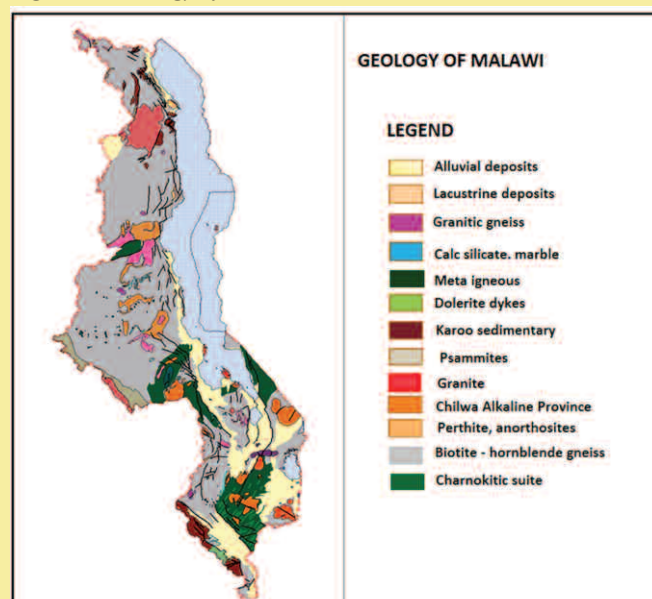 GEOLOGY OF MALAWI
LEGEND
Alluvial deposits
Lacustrine deposits
Granitic gneiss
Calc silicate. marble
Meta igneous
Dolerite dykes
Karoo sedimentary
Psammites
Granite
Chilwa Alkaline Province
Perthite, anorthosites
Biotite - hornblende gneiss
Charnokitic suite